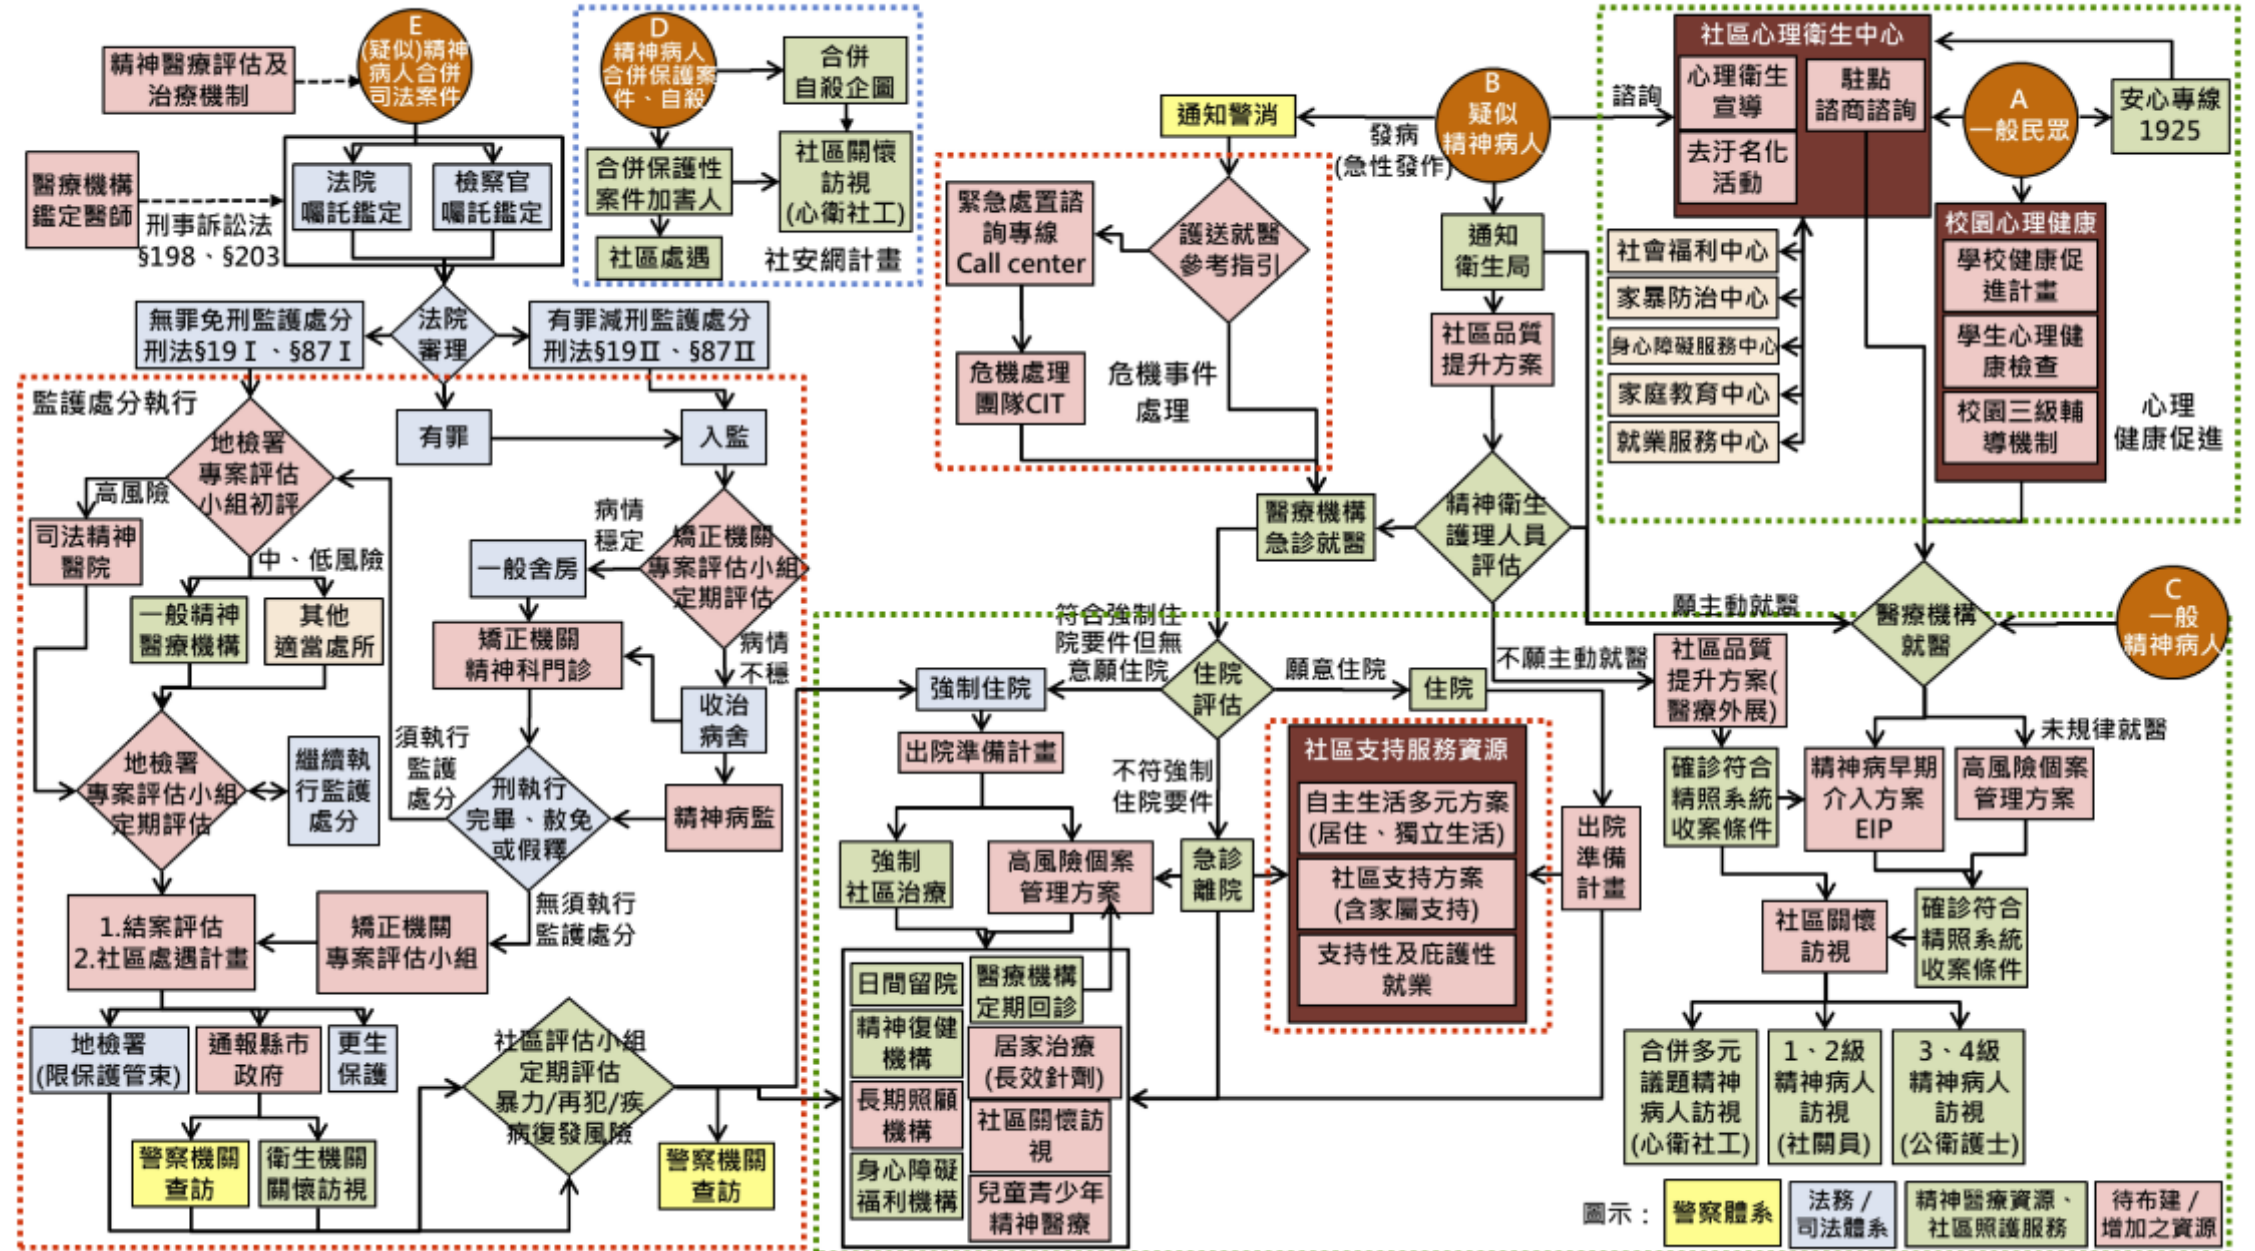 E
(疑似)精神
病人合併
司法案件
精神醫療評估及
治療機制
醫療機構
鑑定醫師
刑事訴訟法
§198、§203
法院
囑託鑑定
檢察官
囑託鑑定
法院
審理
無罪免刑監護處分
刑法§19Ⅰ、§87Ⅰ
有罪減刑監護處分
刑法§19Ⅱ、§87Ⅱ
D
精神病人
合併保護案
件、自殺
合併
自殺企圖
合併保護性
案件加害人
社區關懷
訪視
(心衛社工)
社區處遇
社安網計畫
B
疑似
精神病人
發病
(急性發作)
通知警消
護送就醫
參考指引
緊急處置諮
詢專線
Call center
危機處理
團隊CIT
危機事件
處理
通知
衛生局
社區品質
提升方案
精神衛生
護理人員
評估
醫療機構
急診就醫
諮詢
社區心理衛生中心
心理衛生
宣導
駐點
諮商諮詢
去汙名化
活動
A
一般民眾
安心專線
1925
校園心理健康
學校健康促
進計畫
學生心理健
康檢查
校園三級輔
導機制
心理
健康促進
社會福利中心
家暴防治中心
身心障礙服務中心
家庭教育中心
就業服務中心
監護處分執行
地檢署
專案評估
小組初評
高風險
司法精神
醫院
中、低風險
一般精神
醫療機構
其他
適當處所
地檢署
專案評估小組
定期評估
繼續執
行監護
處分
有罪
入監
矯正機關
專案評估小組
定期評估
病情
穩定
一般舍房
矯正機關
精神科門診
病情
不穩
收治
病舍
精神病監
刑執行
完畢、赦免
或假釋
須執行
監護
處分
無須執行
監護處分
矯正機關
專案評估小組
1.結案評估
2.社區處遇計畫
地檢署
(限保護管束)
通報縣市
政府
更生
保護
警察機關
查訪
衛生機關
關懷訪視
社區評估小組
定期評估
暴力/再犯/疾
病復發風險
警察機關
查訪
符合強制住
院要件但無
意願住院
住院
評估
願意住院
住院
強制住院
出院準備計畫
強制
社區治療
高風險個案
管理方案
不符強制
住院要件
急診
離院
社區支持服務資源
自主生活多元方案
(居住、獨立生活)
社區支持方案
(含家屬支持)
支持性及庇護性
就業
出院
準備
計畫
日間留院
精神復健
機構
長期照顧
機構
身心障礙
福利機構
醫療機構
定期回診
居家治療
(長效針劑)
社區關懷訪
視
兒童青少年
精神醫療
願主動就醫
不願主動就醫
社區品質
提升方案(
醫療外展)
醫療機構
就醫
C
一般
精神病人
未規律就醫
確診符合
精照系統
收案條件
精神病早期
介入方案
EIP
高風險個案
管理方案
社區關懷
訪視
確診符合
精照系統
收案條件
合併多元
議題精神
病人訪視
(心衛社工)
1、2級
精神病人
訪視
(社關員)
3、4級
精神病人
訪視
(公衛護士)
圖示：
警察體系
法務/
司法體系
精神醫療資源、
社區照護服務
待布建/
增加之資源